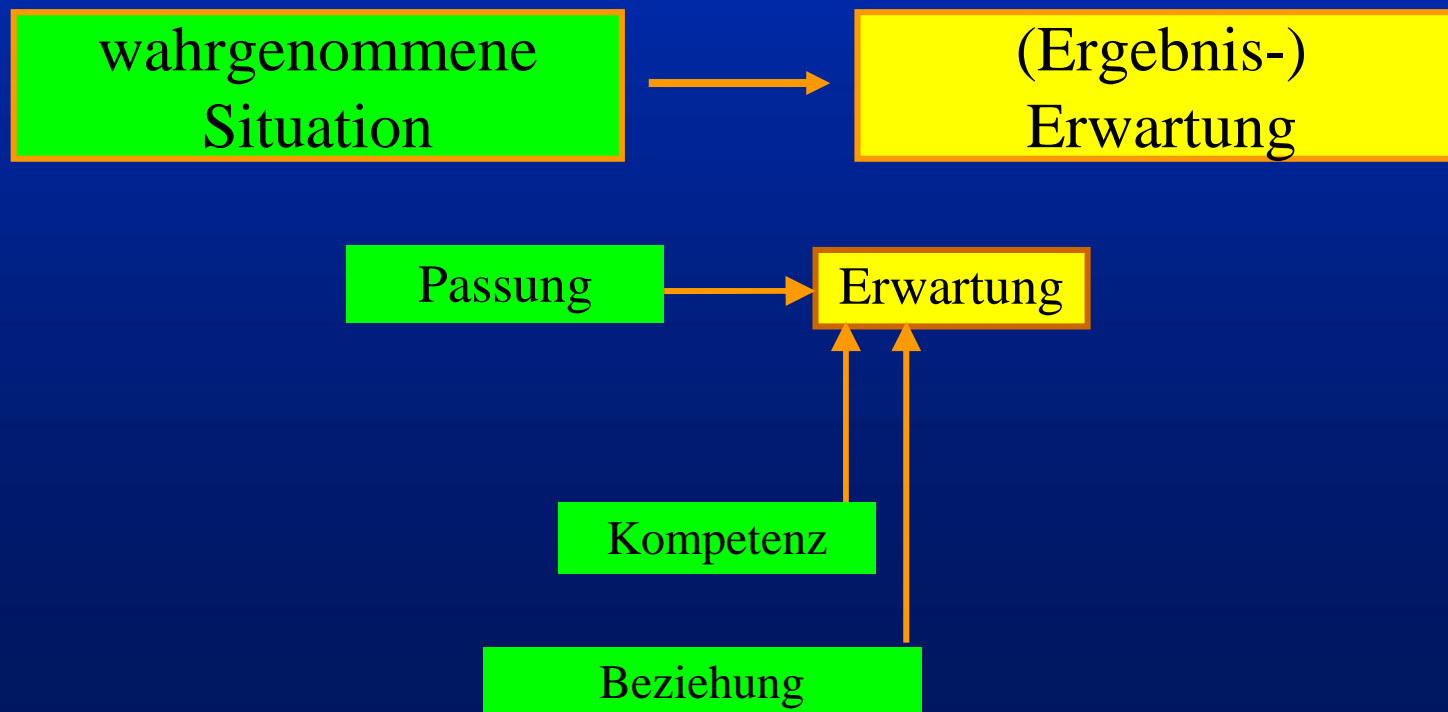 wahrgenommene
Situation
(Ergebnis-)
Erwartung
Passung
Erwartung
Kompetenz
Beziehung